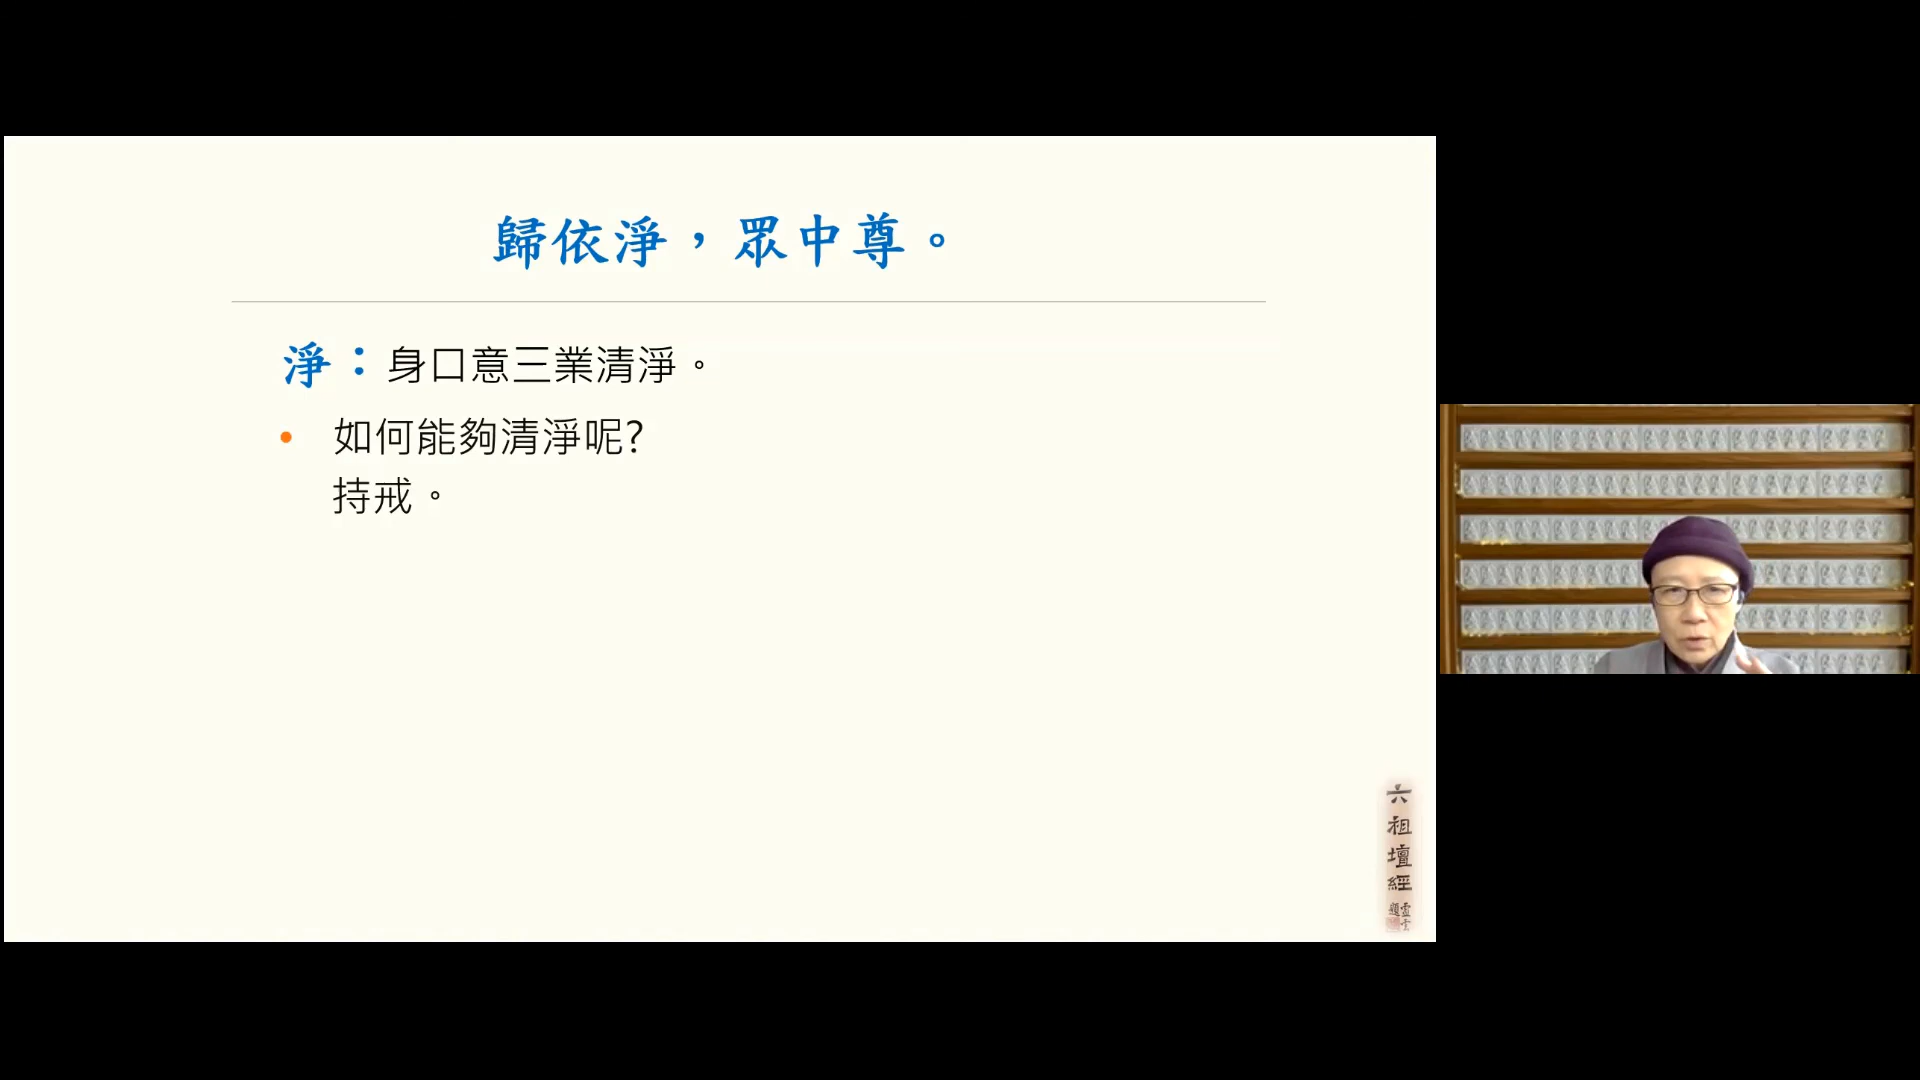 歸依淨，眾中尊。
淨：身口意三業清淨。
• 如何能夠清淨呢?
持戒。
六祖壇經